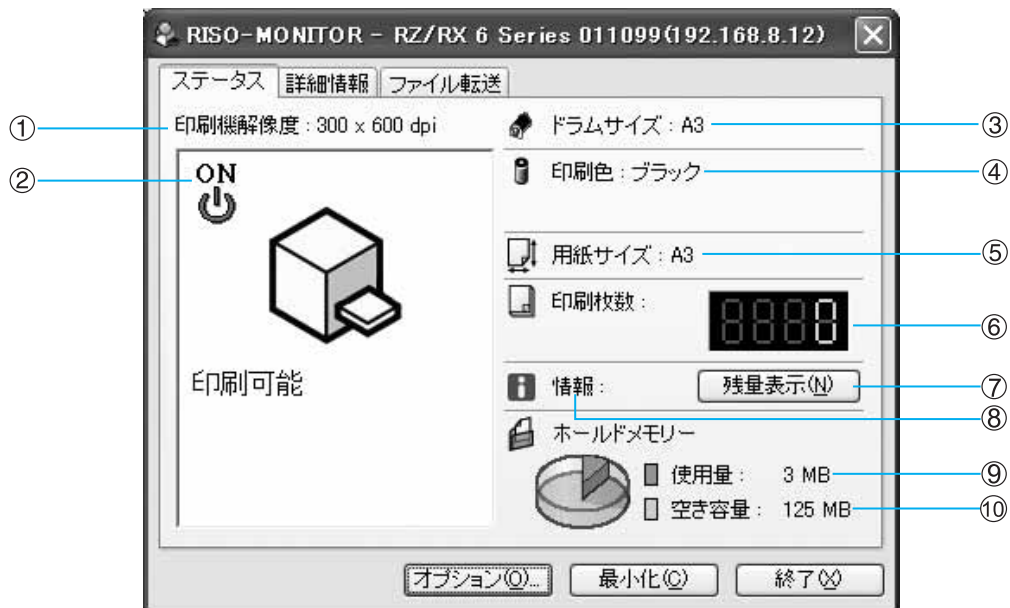 RISO-MONITOR - RZ/RX 6 Series 011099(192.168.8.12)
ステータス 詳細情報 ファイル転送
① 印刷機解像度 : 300 x 600 dpi
② ON
印刷可能
ドラムサイズ : A3 ③
印刷色 : ブラック ④
用紙サイズ : A3 ⑤
印刷枚数 : 0 ⑥
情報 : 残量表示(N) ⑦
⑧
ホールドメモリー
使用量 : 3 MB ⑨
空き容量 : 125 MB ⑩
オプション(O)... 最小化(C) 終了(X)